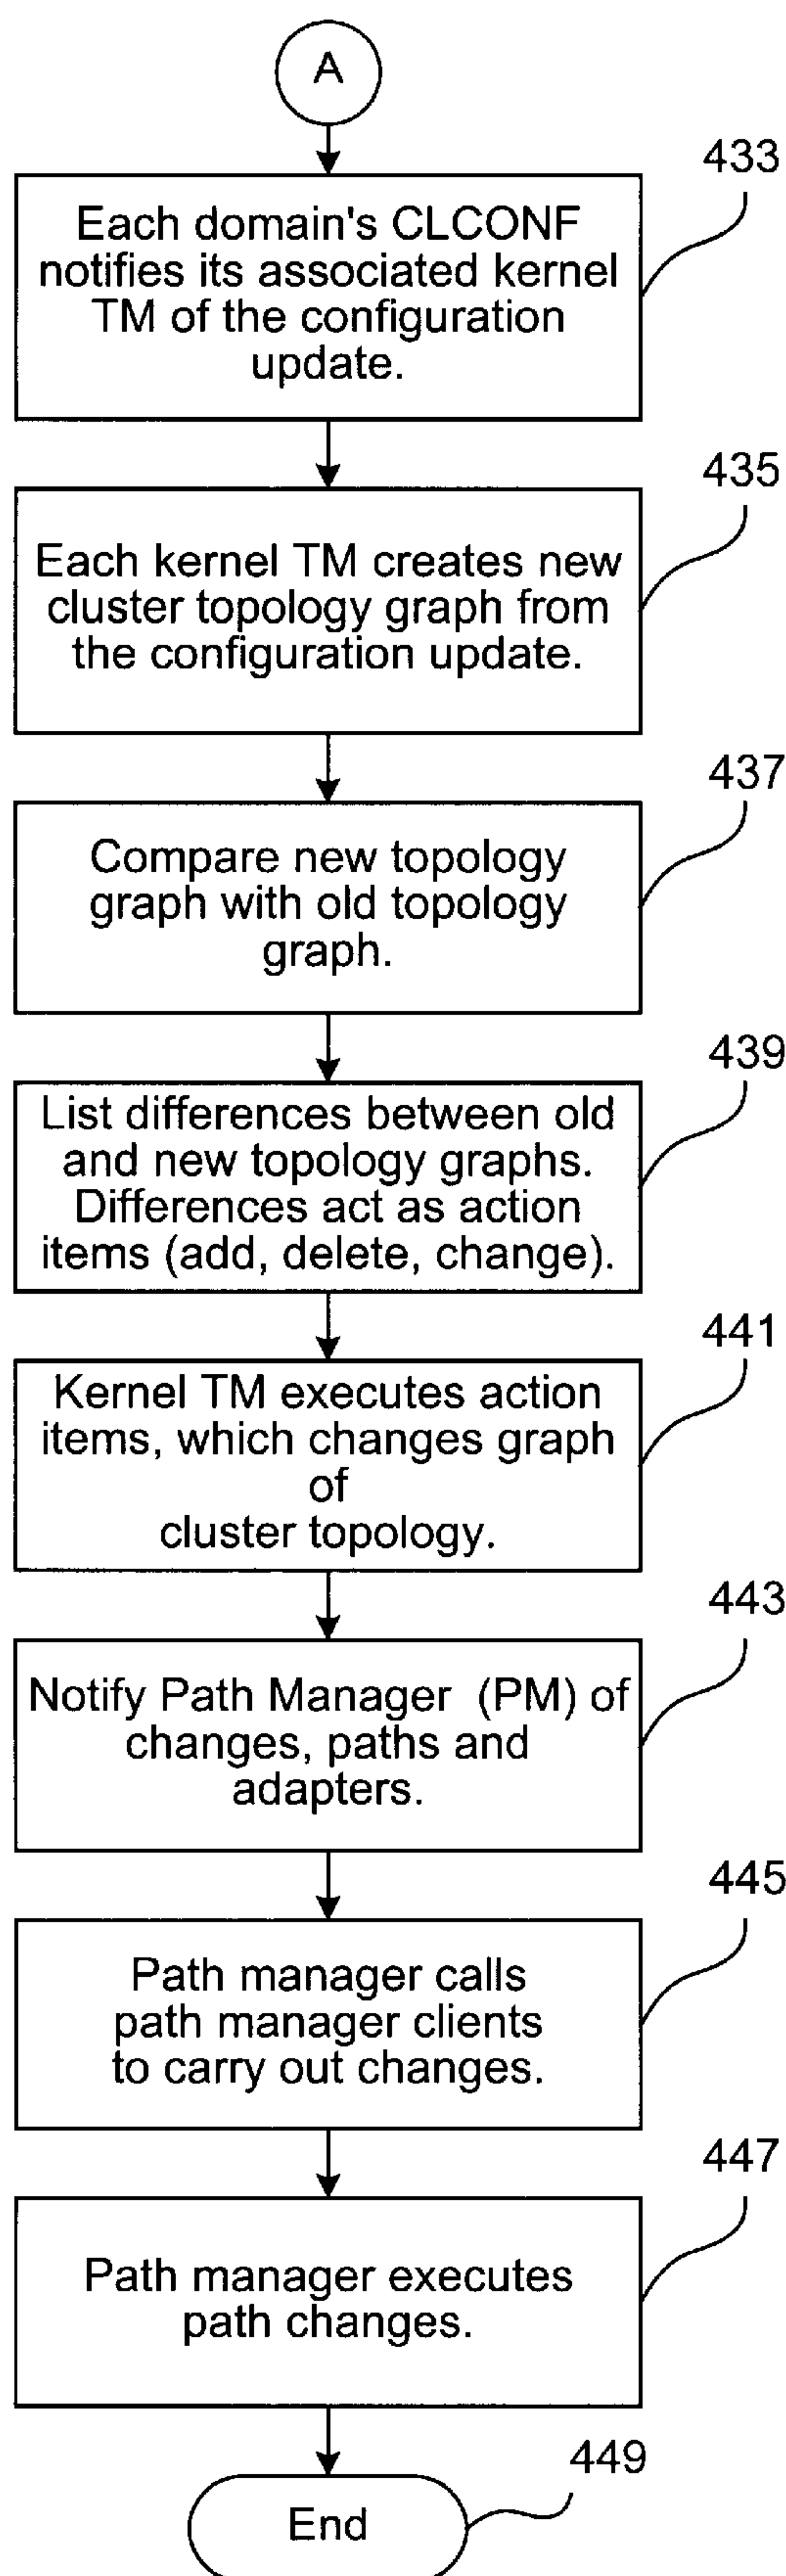 A
433
Each domain's CLCONF
notifies its associated kernel
TM of the configuration
update.
435
Each kernel TM creates new
cluster topology graph from
the configuration update.
437
Compare new topology
graph with old topology
graph.
439
List differences between old
and new topology graphs.
Differences act as action
items (add, delete, change).
441
Kernel TM executes action
items, which changes graph
of
cluster topology.
443
Notify Path Manager (PM) of
changes, paths and
adapters.
445
Path manager calls
path manager clients
to carry out changes.
447
Path manager executes
path changes.
449
End